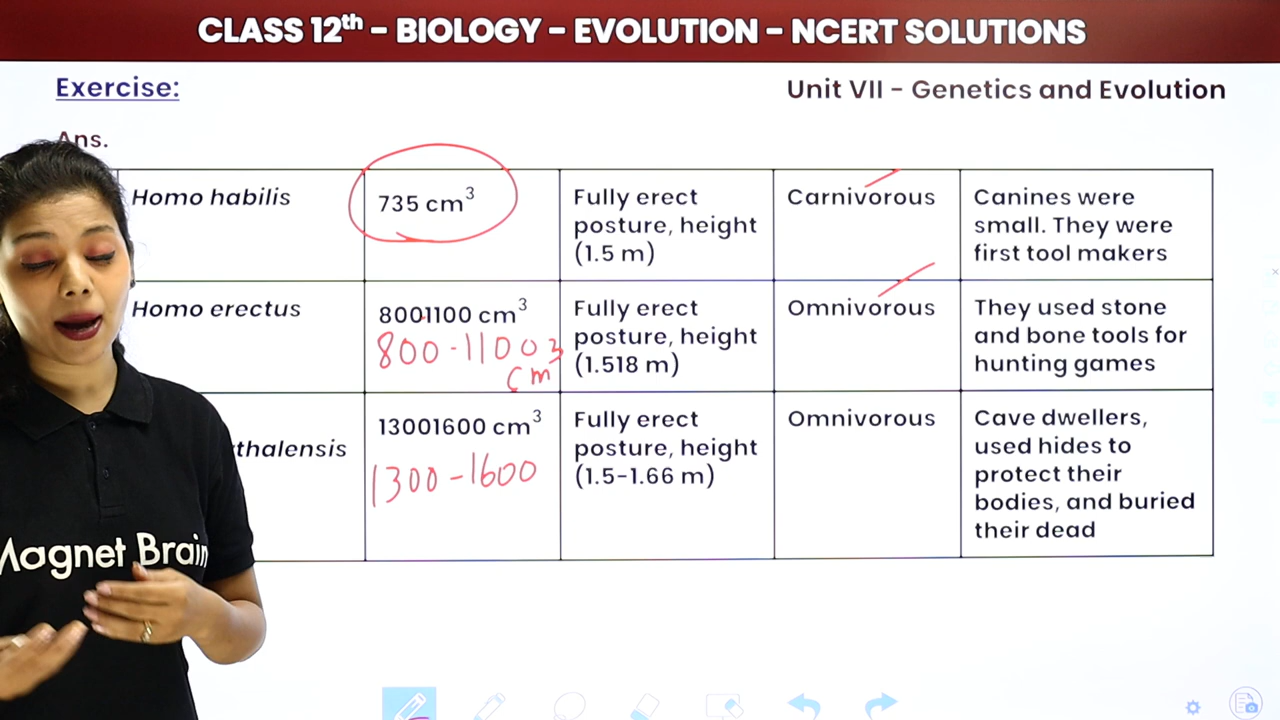 CLASS 12th – BIOLOGY – EVOLUTION – NCERT SOLUTIONS
Exercise:
Unit VII – Genetics and Evolution
Ans.
Homo habilis
735 cm³
Fully erect
posture, height
(1.5 m)
Carnivorous
Canines were
small. They were
first tool makers
Homo erectus
8001100 cm³
800-1100 cm³
Fully erect
posture, height
(1.518 m)
Omnivorous
They used stone
and bone tools for
hunting games
thalensis
13001600 cm³
1300-1600
Fully erect
posture, height
(1.5-1.66 m)
Omnivorous
Cave dwellers,
used hides to
protect their
bodies, and buried
their dead
Magnet Brain